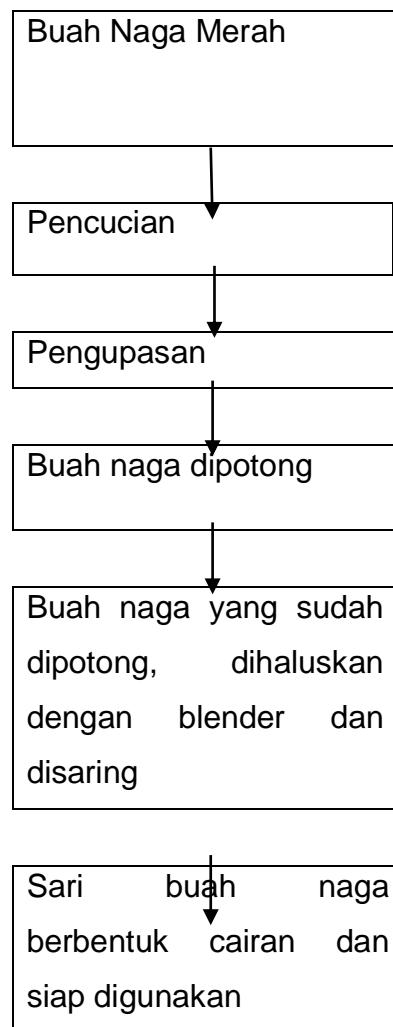 Buah Naga Merah
Pencucian
Pengupasan
Buah naga dipotong
Buah naga yang sudah
dipotong, dihaluskan
dengan blender dan
disaring
Sari buah naga
berbentuk cairan dan
siap digunakan